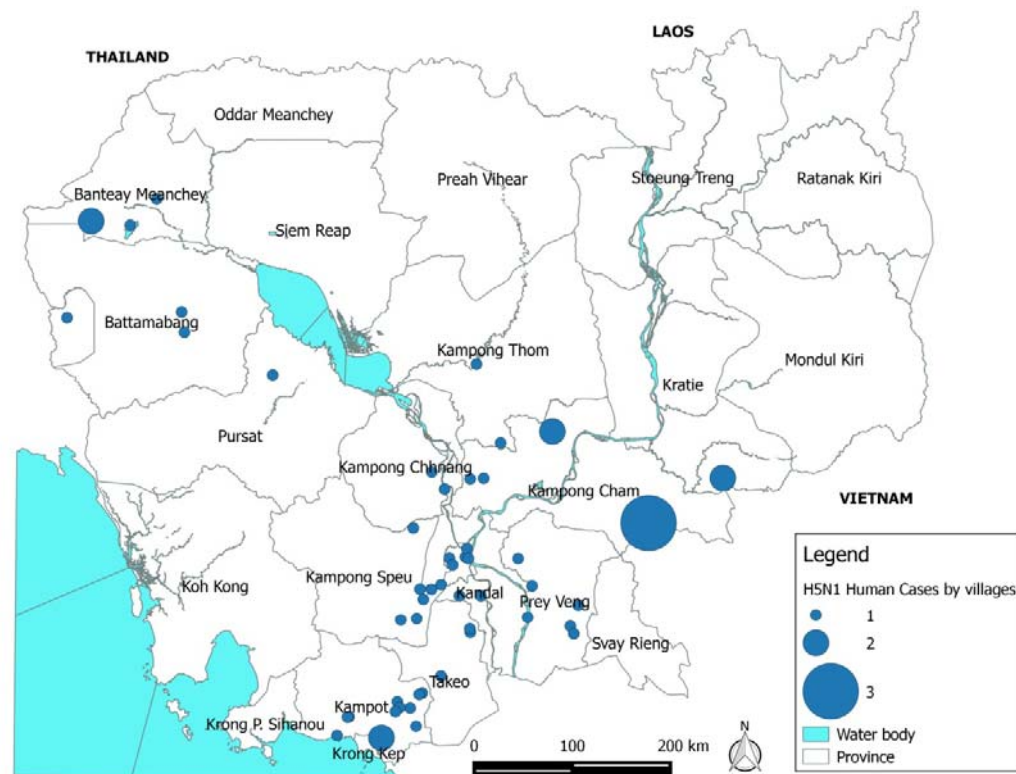 THAILAND
LAOS
Oddar Meanchey
Banteay Meanchey
Preah Vihear
Stoeung Treng
Ratanak Kiri
Siem Reap
Battamabang
Kampong Thom
Mondul Kiri
Kratie
Pursat
Kampong Chhnang
Kampong Cham
VIETNAM
Koh Kong
Kampong Speu
Kandal
Prey Veng
Svay Rieng
Takeo
Kampot
Krong P. Sihanou
Krong Kep
Legend
H5N1 Human Cases by villages
1
2
3
Water body
Province
N
0 100 200 km